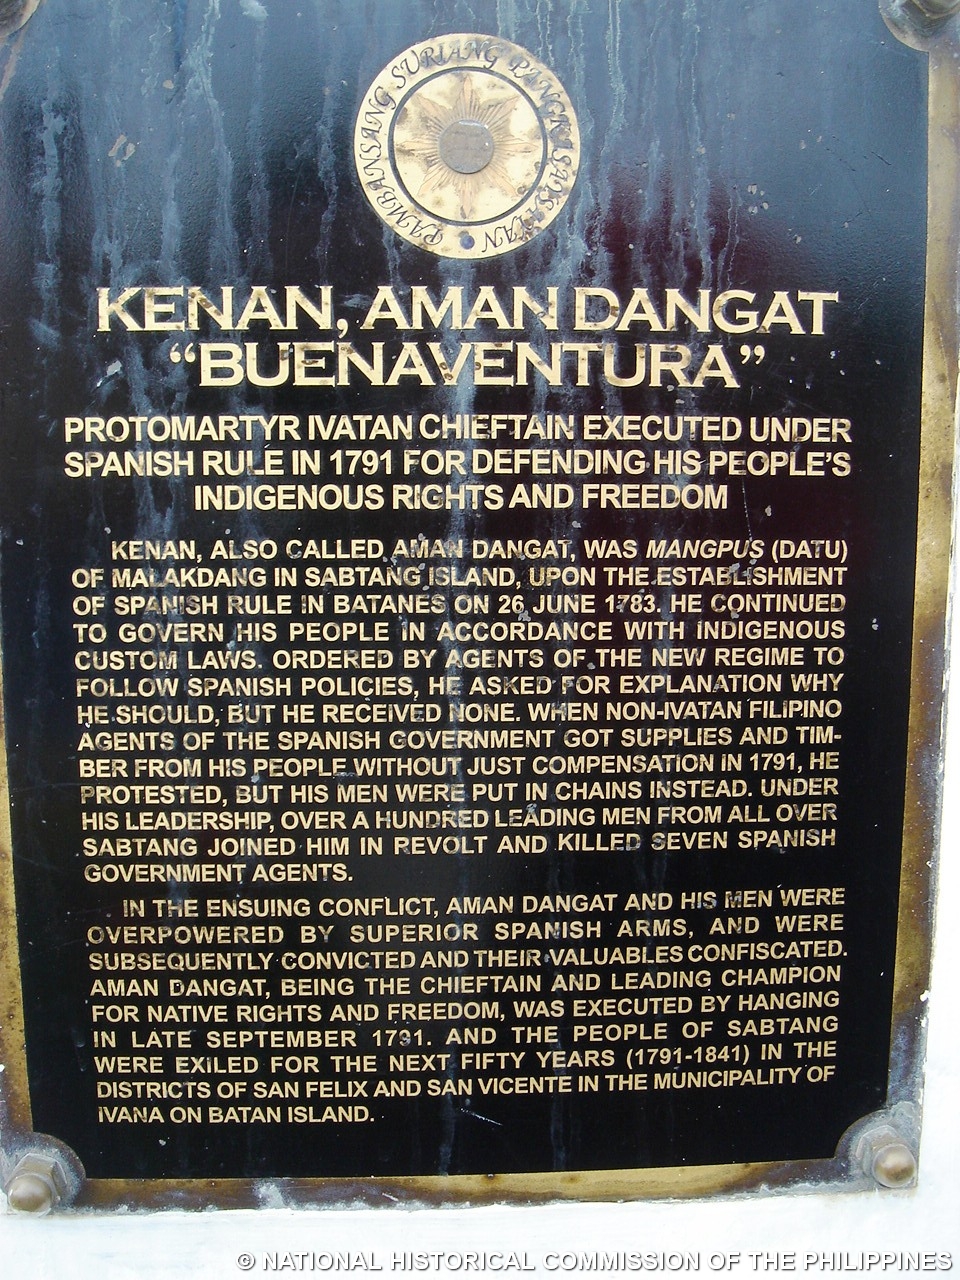 PAMBANSANG SURIANG PANGKASAYSAYAN
KENAN, AMAN DANGAT
“BUENAVENTURA”
PROTOMARTYR IVATAN CHIEFTAIN EXECUTED UNDER
SPANISH RULE IN 1791 FOR DEFENDING HIS PEOPLE’S
INDIGENOUS RIGHTS AND FREEDOM
KENAN, ALSO CALLED AMAN DANGAT, WAS MANGPUS (DATU)
OF MALAKDANG IN SABTANG ISLAND, UPON THE ESTABLISHMENT
OF SPANISH RULE IN BATANES ON 26 JUNE 1783. HE CONTINUED
TO GOVERN HIS PEOPLE IN ACCORDANCE WITH INDIGENOUS
CUSTOM LAWS. ORDERED BY AGENTS OF THE NEW REGIME TO
FOLLOW SPANISH POLICIES, HE ASKED FOR EXPLANATION WHY
HE SHOULD, BUT HE RECEIVED NONE. WHEN NON-IVATAN FILIPINO
AGENTS OF THE SPANISH GOVERNMENT GOT SUPPLIES AND TIM-
BER FROM HIS PEOPLE WITHOUT JUST COMPENSATION IN 1791, HE
PROTESTED, BUT HIS MEN WERE PUT IN CHAINS INSTEAD. UNDER
HIS LEADERSHIP, OVER A HUNDRED LEADING MEN FROM ALL OVER
SABTANG JOINED HIM IN REVOLT AND KILLED SEVEN SPANISH
GOVERNMENT AGENTS.
IN THE ENSUING CONFLICT, AMAN DANGAT AND HIS MEN WERE
OVERPOWERED BY SUPERIOR SPANISH ARMS, AND WERE
SUBSEQUENTLY CONVICTED AND THEIR VALUABLES CONFISCATED.
AMAN DANGAT, BEING THE CHIEFTAIN AND LEADING CHAMPION
FOR NATIVE RIGHTS AND FREEDOM, WAS EXECUTED BY HANGING
IN LATE SEPTEMBER 1791. AND THE PEOPLE OF SABTANG
WERE EXILED FOR THE NEXT FIFTY YEARS (1791-1841) IN THE
DISTRICTS OF SAN FELIX AND SAN VICENTE IN THE MUNICIPALITY OF
IVANA ON BATAN ISLAND.
© NATIONAL HISTORICAL COMMISSION OF THE PHILIPPINES